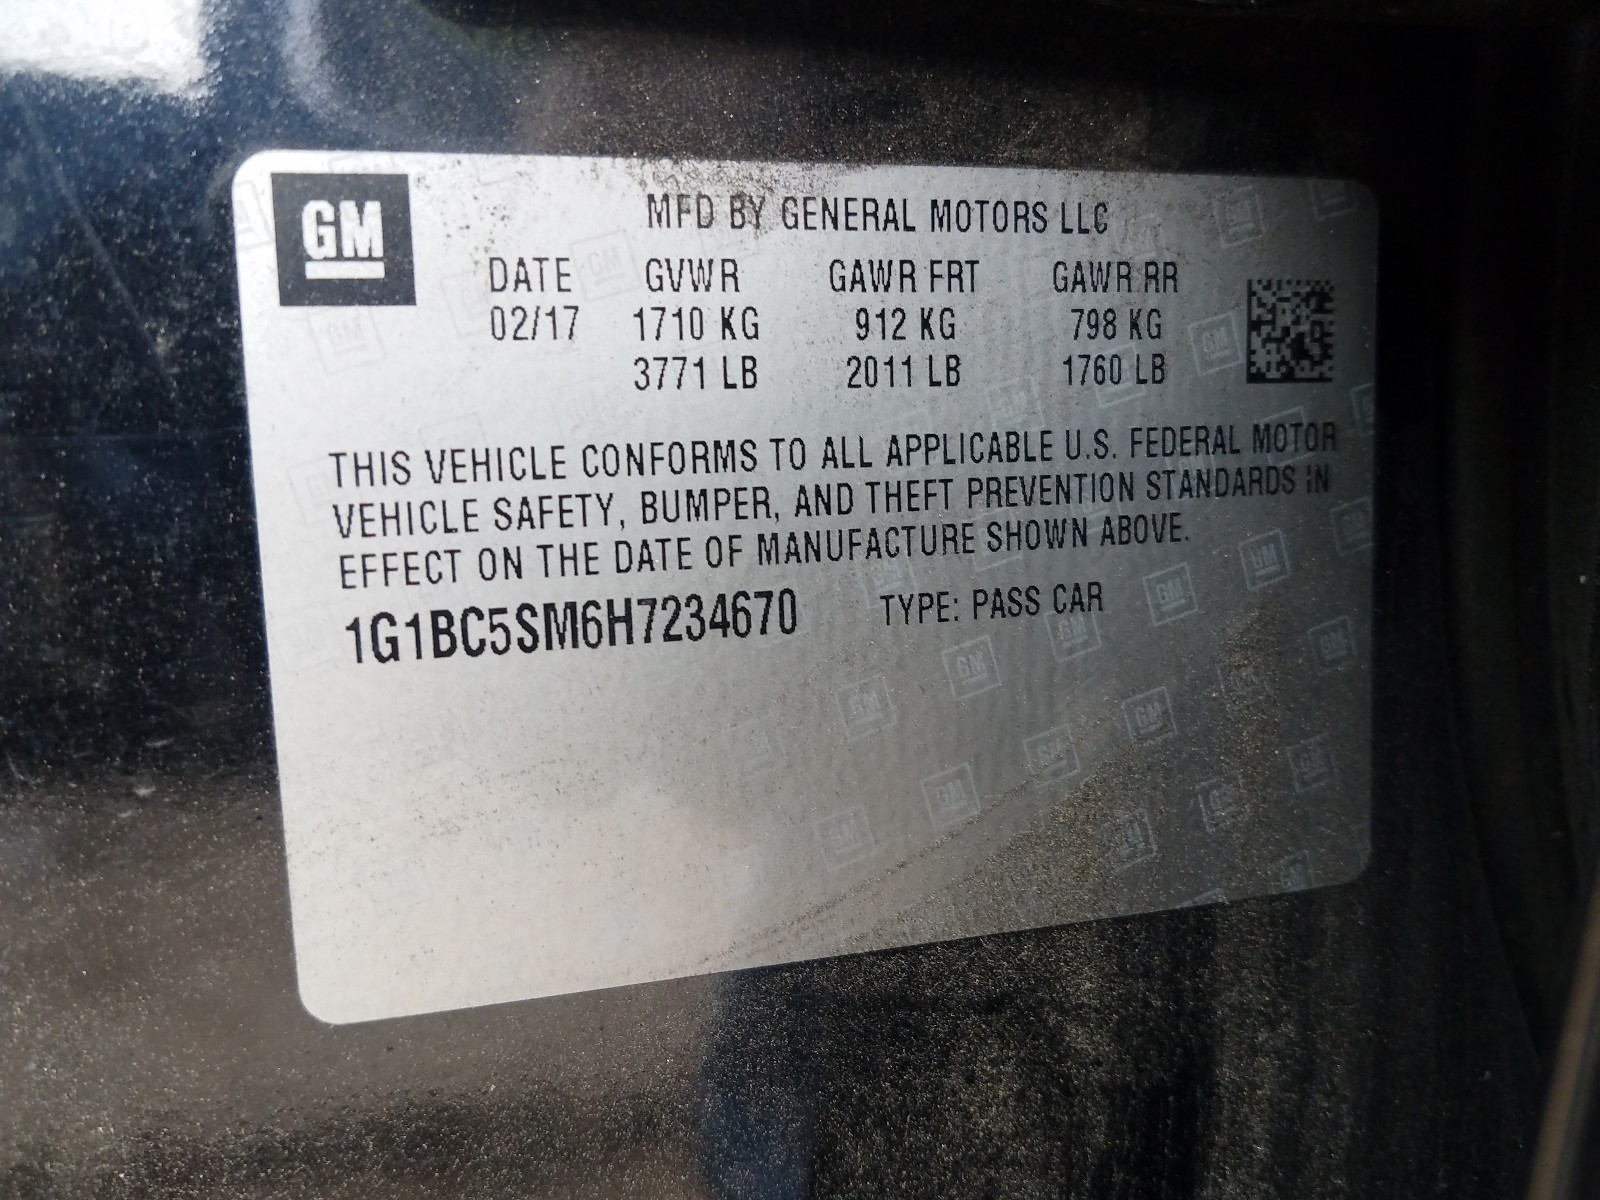 GM
MFD BY GENERAL MOTORS LLC
DATE GVWR GAWR FRT GAWR RR
02/17 1710 KG 912 KG 798 KG
3771 LB 2011 LB 1760 LB
THIS VEHICLE CONFORMS TO ALL APPLICABLE U.S. FEDERAL MOTOR
VEHICLE SAFETY, BUMPER, AND THEFT PREVENTION STANDARDS IN
EFFECT ON THE DATE OF MANUFACTURE SHOWN ABOVE.
1G1BC5SM6H7234670 TYPE: PASS CAR